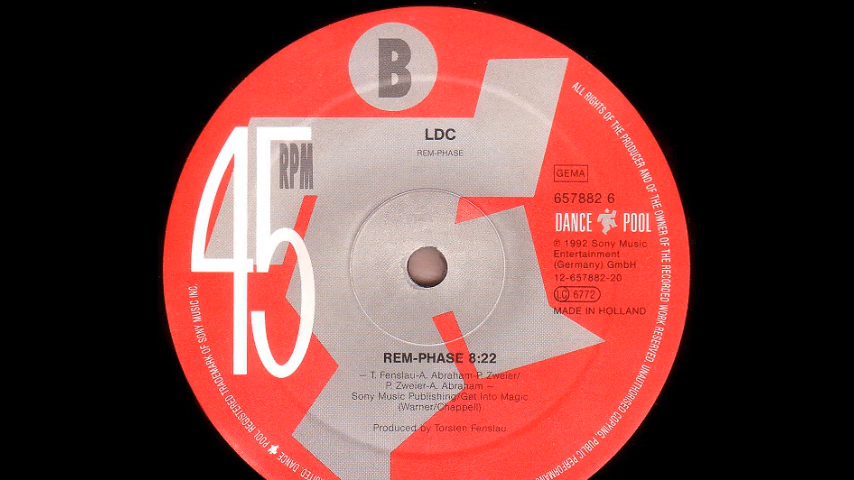 B
LDC
REM-PHASE
45
RPM
GEMA
657882 6
DANCE POOL
℗ 1992 Sony Music
Entertainment
(Germany) GmbH
12-657882-20
LC 6772
MADE IN HOLLAND
REM-PHASE 8:22
– T. Fenslau-A. Abraham-P. Zweier/
P. Zweier-A. Abraham –
Sony Music Publishing/Get Into Magic
(Warner/Chappell)
Produced by Torsten Fenslau
ALL RIGHTS OF THE PRODUCER AND OF THE OWNER OF THE RECORDED WORK RESERVED. UNAUTHORISED COPYING, PUBLIC PERFORMANCE
DANCE POOL REGISTERED TRADEMARK OF SONY MUSIC INC.